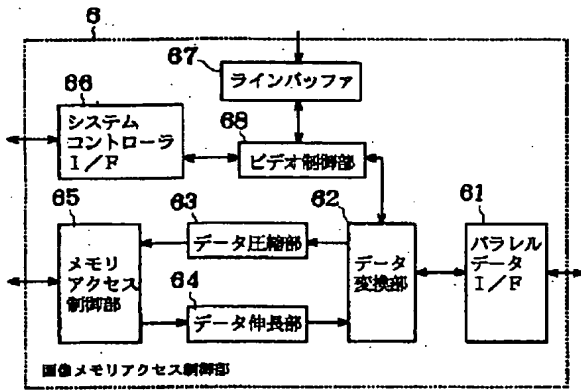 6
67
ラインバッファ
66
システム
コントローラ
I/F
68
ビデオ制御部
65
メモリ
アクセス
制御部
63
データ圧縮部
64
データ伸長部
62
データ
変換部
61
パラレル
データ
I/F
画像メモリアクセス制御部